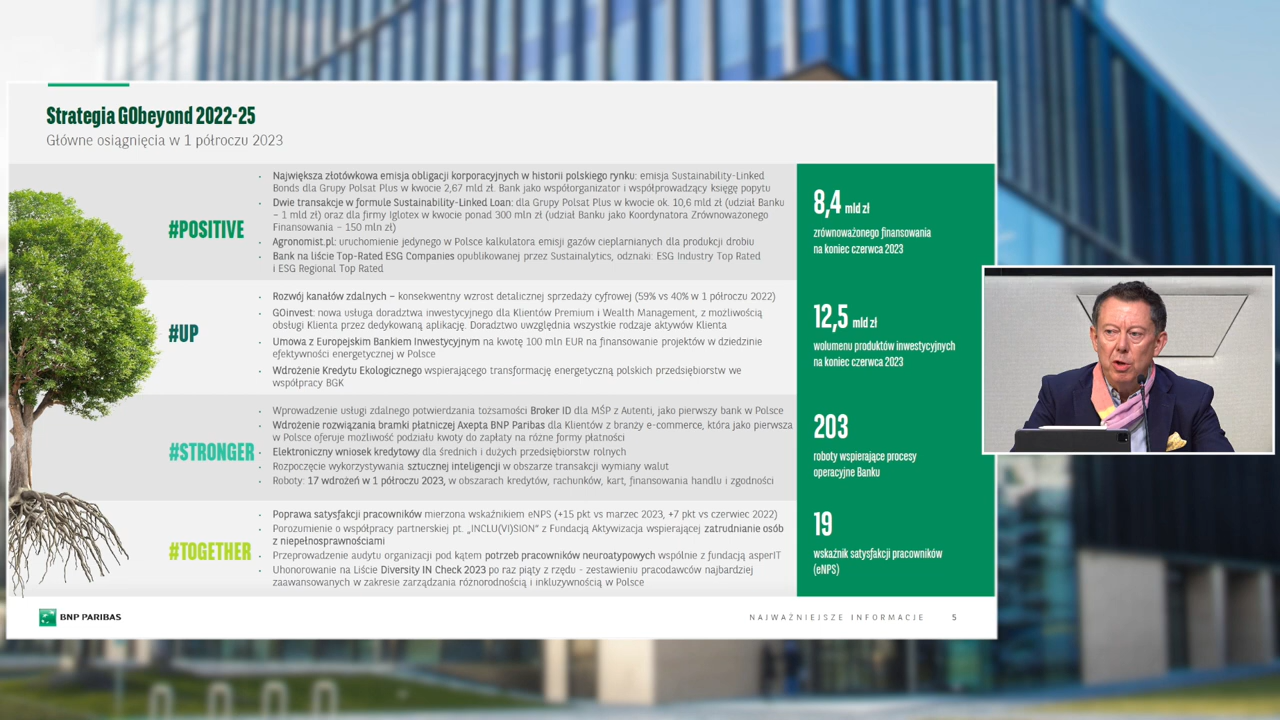 Strategia GObeyond 2022-25
Główne osiągnięcia w 1 półroczu 2023
#POSITIVE
• Największa złotówkowa emisja obligacji korporacyjnych w historii polskiego rynku: emisja Sustainability-Linked
Bonds dla Grupy Polsat Plus w kwocie 2,67 mld zł. Bank jako współorganizator i współprowadzący księgę popytu
• Dwie transakcje w formule Sustainability-Linked Loan: dla Grupy Polsat Plus w kwocie ok. 10,6 mld zł (udział Banku
– 1 mld zł) oraz dla firmy Iglotex w kwocie ponad 300 mln zł (udział Banku jako Koordynatora Zrównoważonego
Finansowania – 150 mln zł)
• Agronomist.pl: uruchomienie jedynego w Polsce kalkulatora emisji gazów cieplarnianych dla produkcji drobiu
• Bank na liście Top-Rated ESG Companies opublikowanej przez Sustainalytics, odznaki: ESG Industry Top Rated
i ESG Regional Top Rated
8,4 mld zł
zrównoważonego finansowania
na koniec czerwca 2023
#UP
• Rozwój kanałów zdalnych – konsekwentny wzrost detalicznej sprzedaży cyfrowej (59% vs 40% w 1 półroczu 2022)
• GOinvest: nowa usługa doradztwa inwestycyjnego dla Klientów Premium i Wealth Management, z możliwością
obsługi Klienta przez dedykowaną aplikację. Doradztwo uwzględnia wszystkie rodzaje aktywów Klienta
• Umowa z Europejskim Bankiem Inwestycyjnym na kwotę 100 mln EUR na finansowanie projektów w dziedzinie
efektywności energetycznej w Polsce
• Wdrożenie Kredytu Ekologicznego wspierającego transformację energetyczną polskich przedsiębiorstw we
współpracy BGK
12,5 mld zł
wolumenu produktów inwestycyjnych
na koniec czerwca 2023
#STRONGER
• Wprowadzenie usługi zdalnego potwierdzania tożsamości Broker ID dla MŚP z Autenti, jako pierwszy bank w Polsce
• Wdrożenie rozwiązania bramki płatniczej Axepta BNP Paribas dla Klientów z branży e-commerce, która jako pierwsza
w Polsce oferuje możliwość podziału kwoty do zapłaty na różne formy płatności
• Elektroniczny wniosek kredytowy dla średnich i dużych przedsiębiorstw rolnych
• Rozpoczęcie wykorzystywania sztucznej inteligencji w obszarze transakcji wymiany walut
• Roboty: 17 wdrożeń w 1 półroczu 2023, w obszarach kredytów, rachunków, kart, finansowania handlu i zgodności
203
roboty wspierające procesy
operacyjne Banku
#TOGETHER
• Poprawa satysfakcji pracowników mierzona wskaźnikiem eNPS (+15 pkt vs marzec 2023, +7 pkt vs czerwiec 2022)
• Porozumienie o współpracy partnerskiej pt. „INCLU(VI)SION” z Fundacją Aktywizacja wspierającej zatrudnianie osób
z niepełnosprawnościami
• Przeprowadzenie audytu organizacji pod kątem potrzeb pracowników neuroatypowych wspólnie z fundacją asperIT
• Uhonorowanie na Liście Diversity IN Check 2023 po raz piąty z rzędu - zestawieniu pracodawców najbardziej
zaawansowanych w zakresie zarządzania różnorodnością i inkluzywnością w Polsce
19
wskaźnik satysfakcji pracowników
(eNPS)
BNP PARIBAS
NAJWAŻNIEJSZE INFORMACJE 5